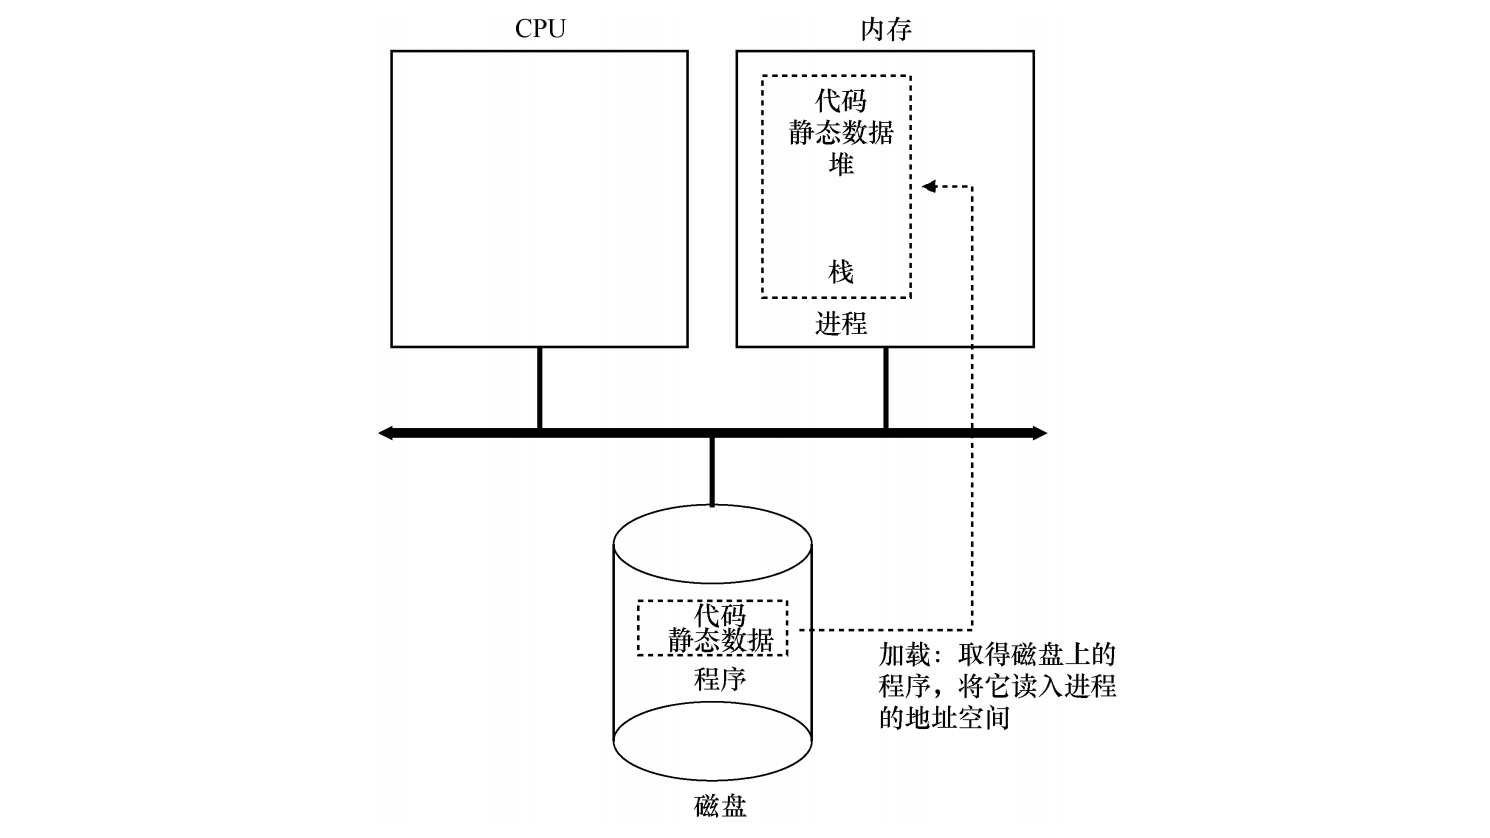 CPU
内存
代码
静态数据
堆
栈
进程
代码
静态数据
程序
加载：取得磁盘上的
程序，将它读入进程
的地址空间
磁盘